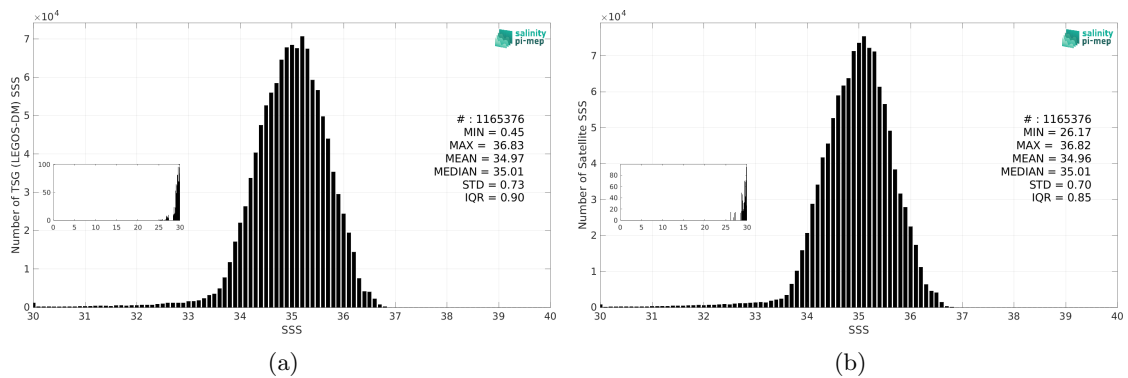 ×10⁴
salinity
pi-mep
Number of TSG (LEGOS-DM) SSS
7
6
5
4
3
2
1
0
# : 1165376
MIN = 0.45
MAX = 36.83
MEAN = 34.97
MEDIAN = 35.01
STD = 0.73
IQR = 0.90
100
50
0
0 5 10 15 20 25 30
30 31 32 33 34 35 36 37 38 39 40
SSS
(a)
×10⁴
salinity
pi-mep
Number of Satellite SSS
7
6
5
4
3
2
1
0
# : 1165376
MIN = 26.17
MAX = 36.82
MEAN = 34.96
MEDIAN = 35.01
STD = 0.70
IQR = 0.85
80
60
40
20
0
0 5 10 15 20 25 30
30 31 32 33 34 35 36 37 38 39 40
SSS
(b)